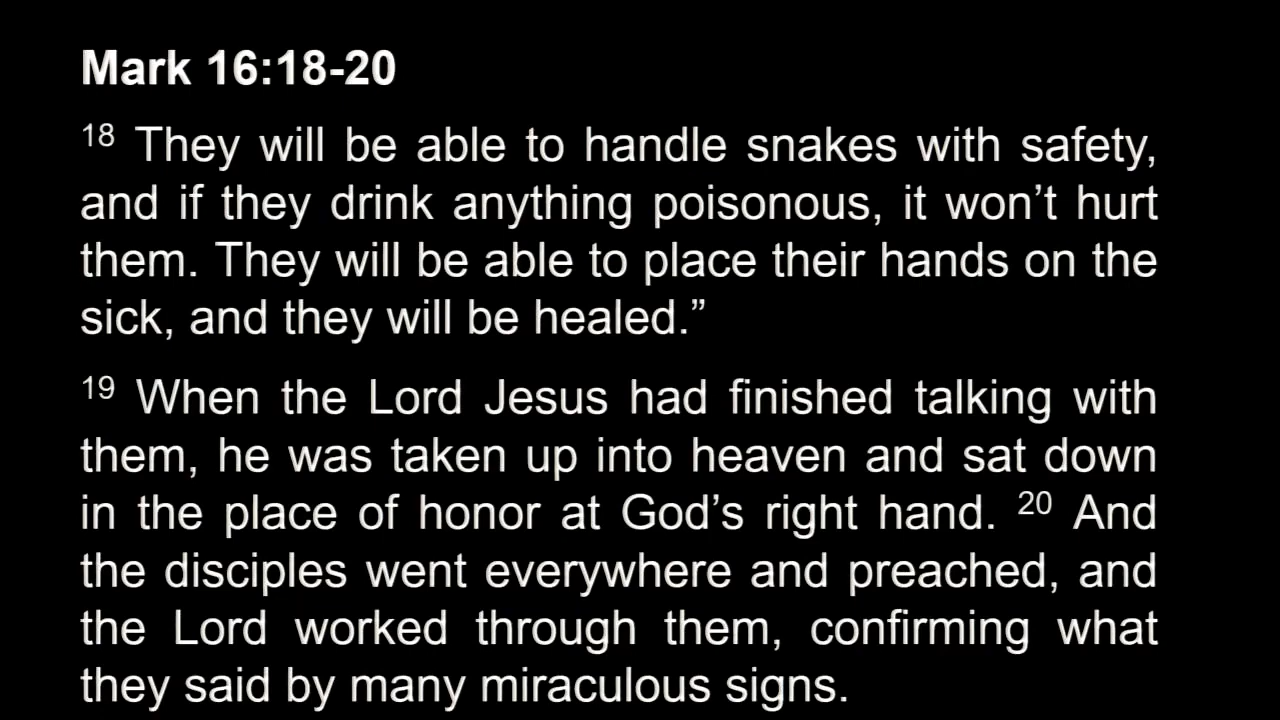 Mark 16:18-20
18 They will be able to handle snakes with safety,
and if they drink anything poisonous, it won’t hurt
them. They will be able to place their hands on the
sick, and they will be healed.”
19 When the Lord Jesus had finished talking with
them, he was taken up into heaven and sat down
in the place of honor at God’s right hand. 20 And
the disciples went everywhere and preached, and
the Lord worked through them, confirming what
they said by many miraculous signs.